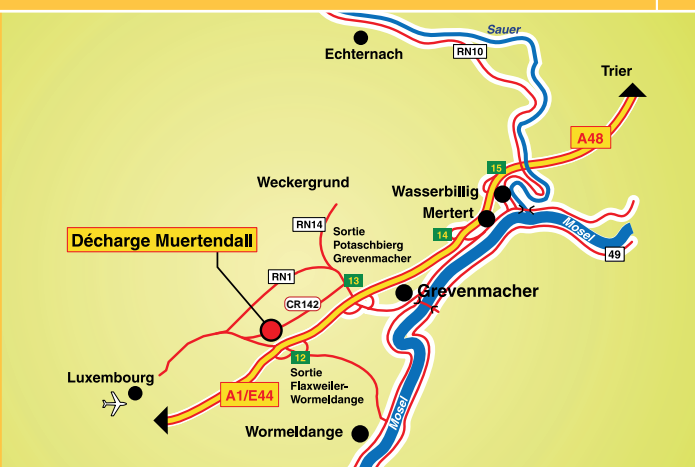 Sauer
RN10
Echternach
Trier
A48
15
Weckergrund
Wasserbillig
Mertert
RN14
Sortie
Potaschbierg
Grevenmacher
14
Mosel
Décharge Muertendall
49
RN1
13
CR142
Grevenmacher
12
Sortie
Flaxweiler-
Wormeldange
Luxembourg
A1/E44
Mosel
Wormeldange